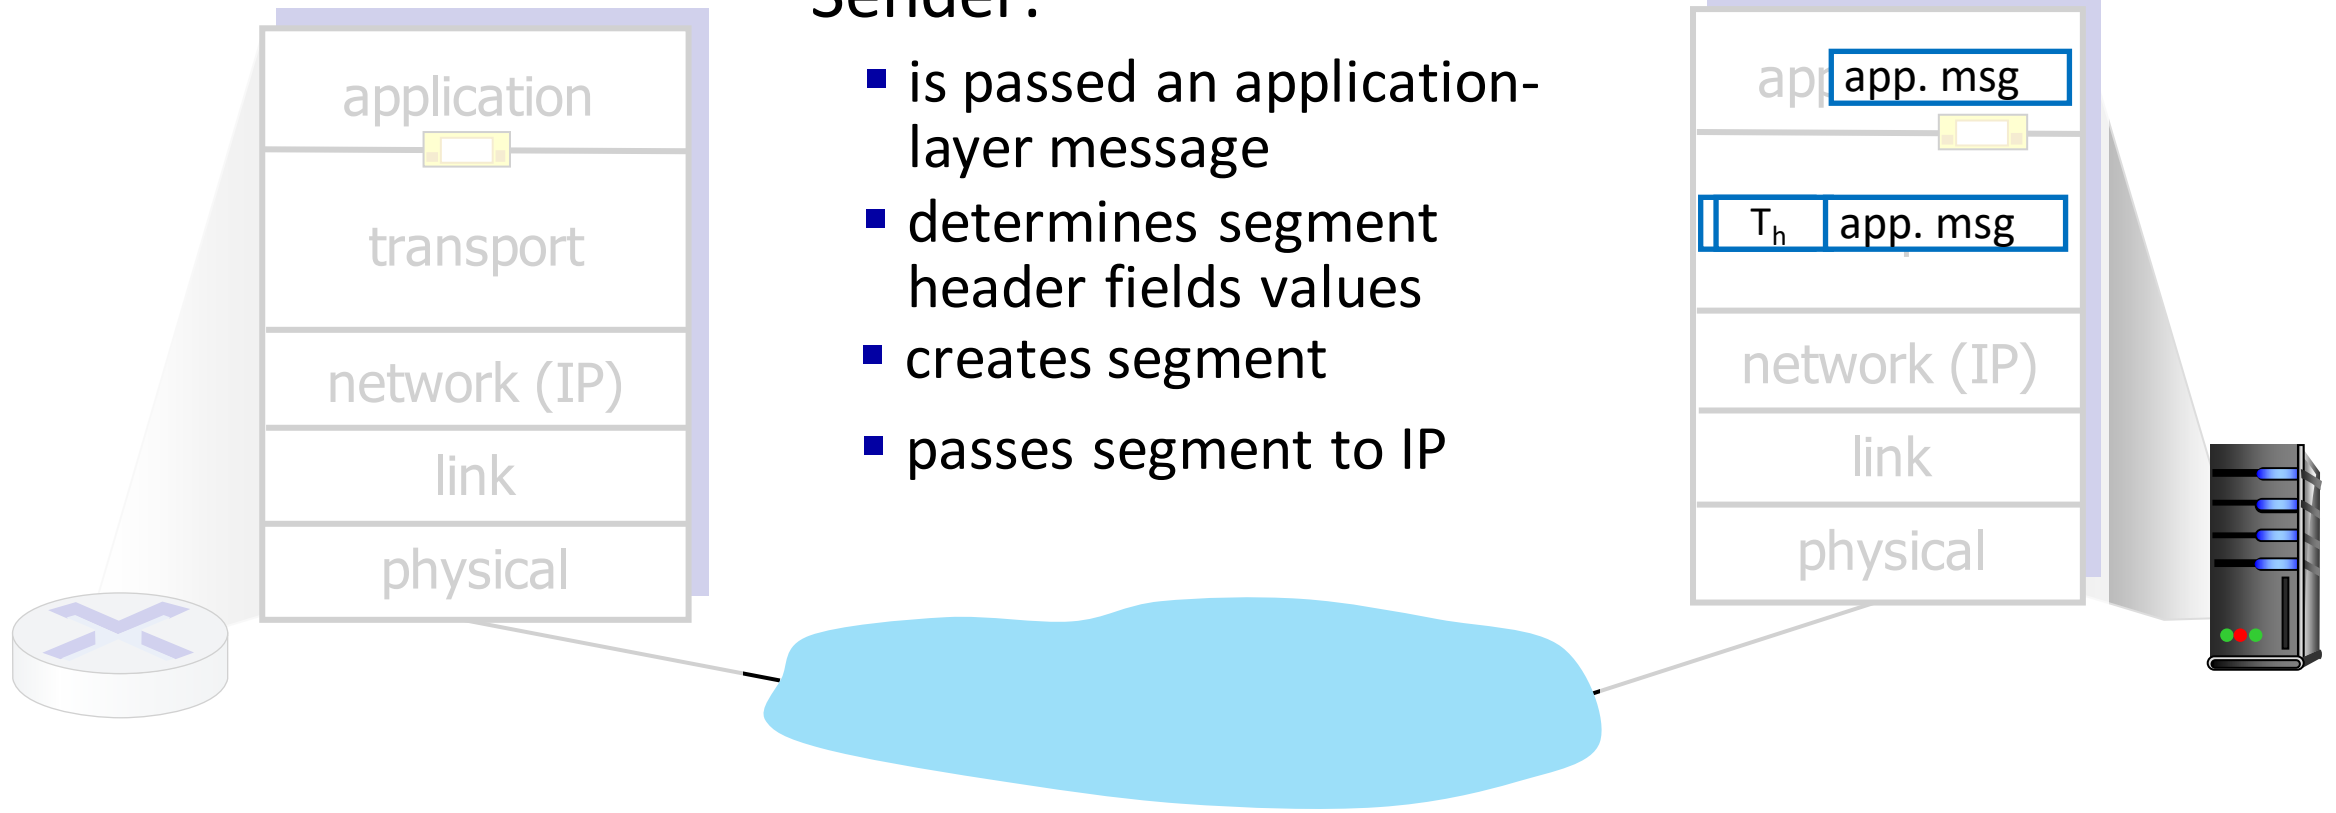 application
transport
network (IP)
link
physical
Sender:
is passed an application-
layer message
determines segment
header fields values
creates segment
passes segment to IP
app. msg
Th app. msg
network (IP)
link
physical